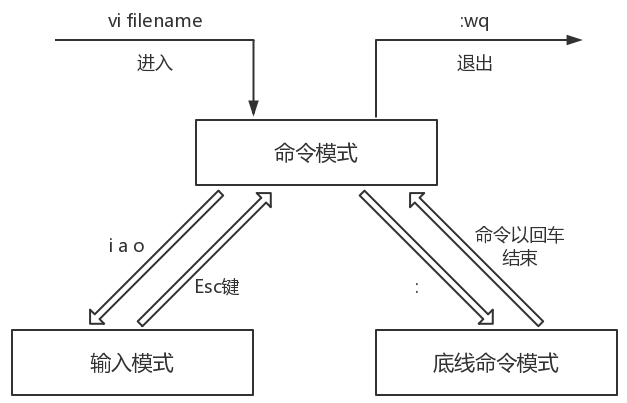 vi filename
:wq
进入
退出
命令模式
i a o
命令以回车
结束
Esc键
:
输入模式
底线命令模式